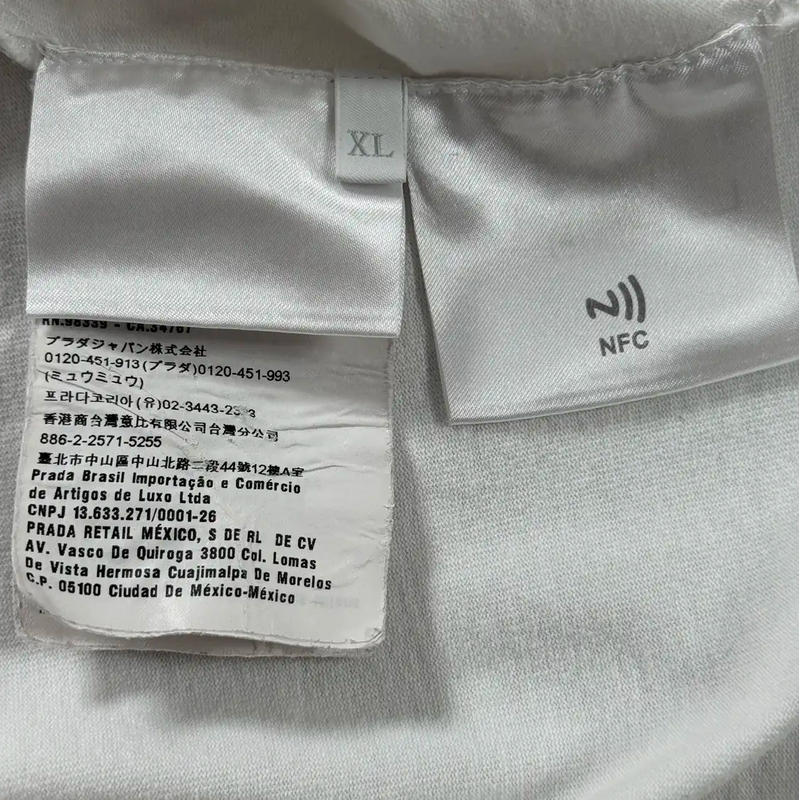 XL
NFC
RN.98339 - CA.34761
プラダジャパン株式会社
0120-451-913(プラダ)0120-451-993
(ミュウミュウ)
프라다코리아(유)02-3443-
香港商台灣意比有限公司台灣分公司
886-2-2571-5255
臺北市中山區中山北路二段44號12樓A室
Prada Brasil Importação e Comércio
de Artigos de Luxo Ltda
CNPJ 13.633.271/0001-26
PRADA RETAIL MÉXICO, S DE RL DE CV
AV. Vasco De Quiroga 3800 Col. Lomas
De Vista Hermosa Cuajimalpa De Morelos
C.P. 05100 Ciudad De México-México